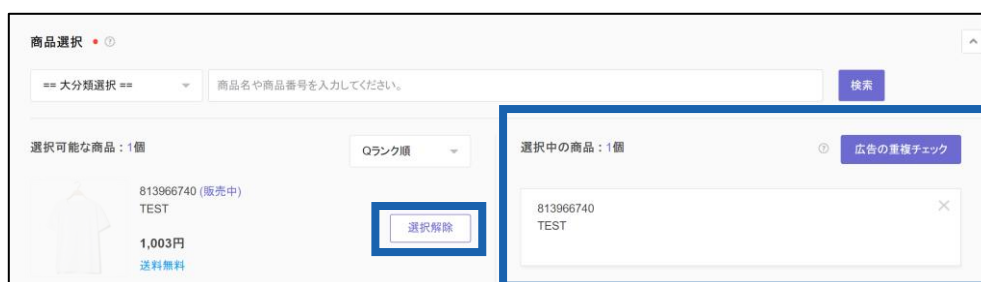 商品選択
== 大分類選択 ==
商品名や商品番号を入力してください。
検索
選択可能な商品 : 1個
Qランク順
813966740 (販売中)
TEST
1,003円
送料無料
選択解除
選択中の商品 : 1個
広告の重複チェック
813966740
TEST